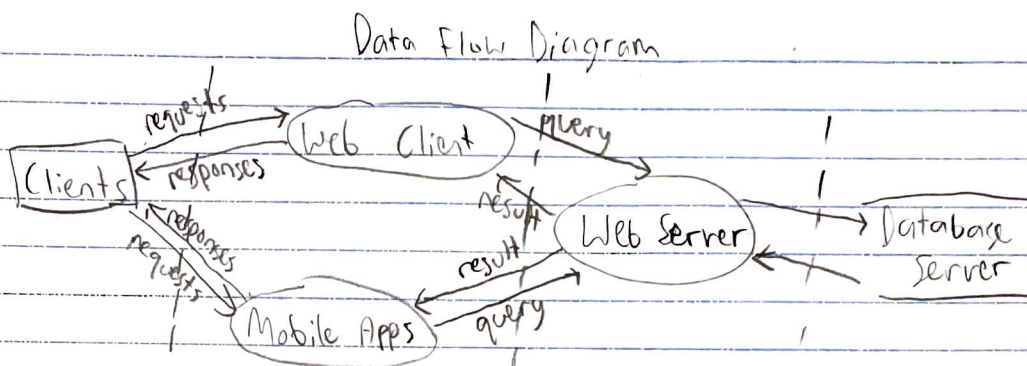 Data Flow Diagram
requests
Web Client
query
Clients
responses
result
Web Server
Database
Server
responses
requests
result
query
Mobile Apps